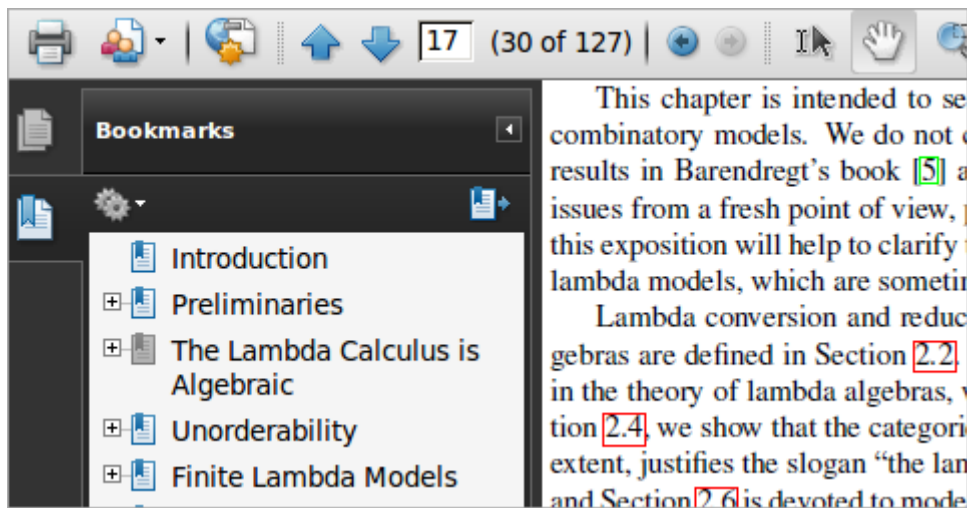 17 (30 of 127)
Bookmarks
Introduction
Preliminaries
The Lambda Calculus is
Algebraic
Unorderability
Finite Lambda Models
This chapter is intended to se
combinatory models. We do not
results in Barendregt's book [5] a
issues from a fresh point of view,
this exposition will help to clarify
lambda models, which are someti
Lambda conversion and reduc
gebras are defined in Section 2.2.
in the theory of lambda algebras,
tion 2.4, we show that the categori
extent, justifies the slogan “the lam
and Section 2.6 is devoted to mode